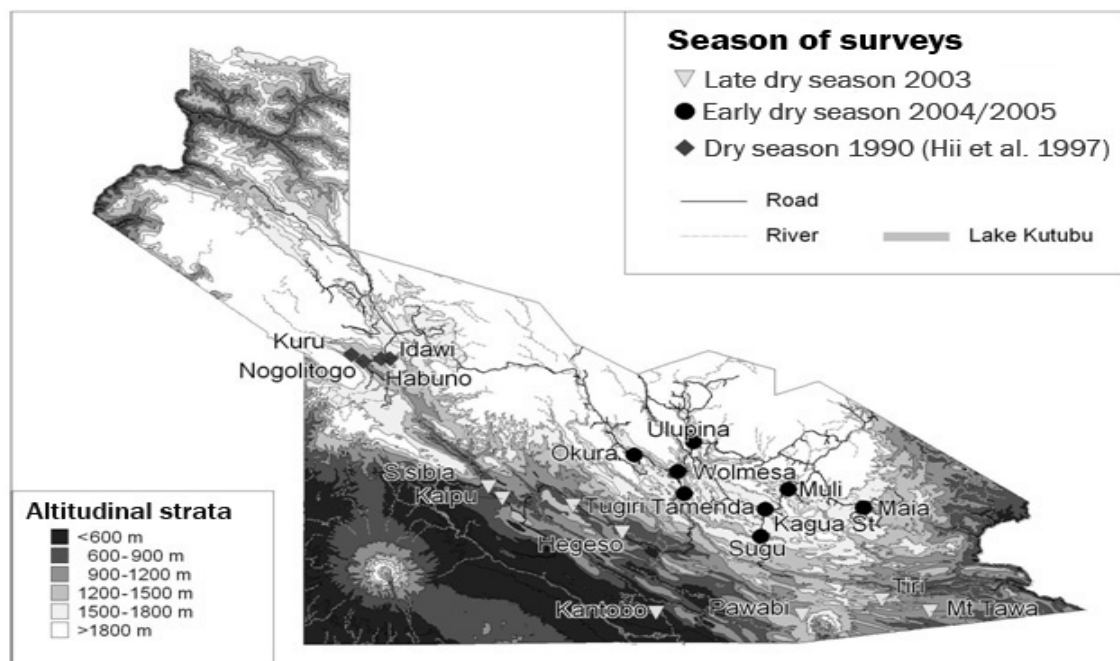 Season of surveys
Late dry season 2003
Early dry season 2004/2005
Dry season 1990 (Hii et al. 1997)
Road
River
Lake Kutubu
Kuru
Idawi
Nogolitogo
Habuno
Ulupina
Okura
Wolmesa
Sisibia
Kaipu
Muli
Tugiri
Tamenda
Maia
Kagua St
Hegeso
Sugu
Tiri
Kantobo
Pawabi
Mt Tawa
Altitudinal strata
<600 m
600-900 m
900-1200 m
1200-1500 m
1500-1800 m
>1800 m